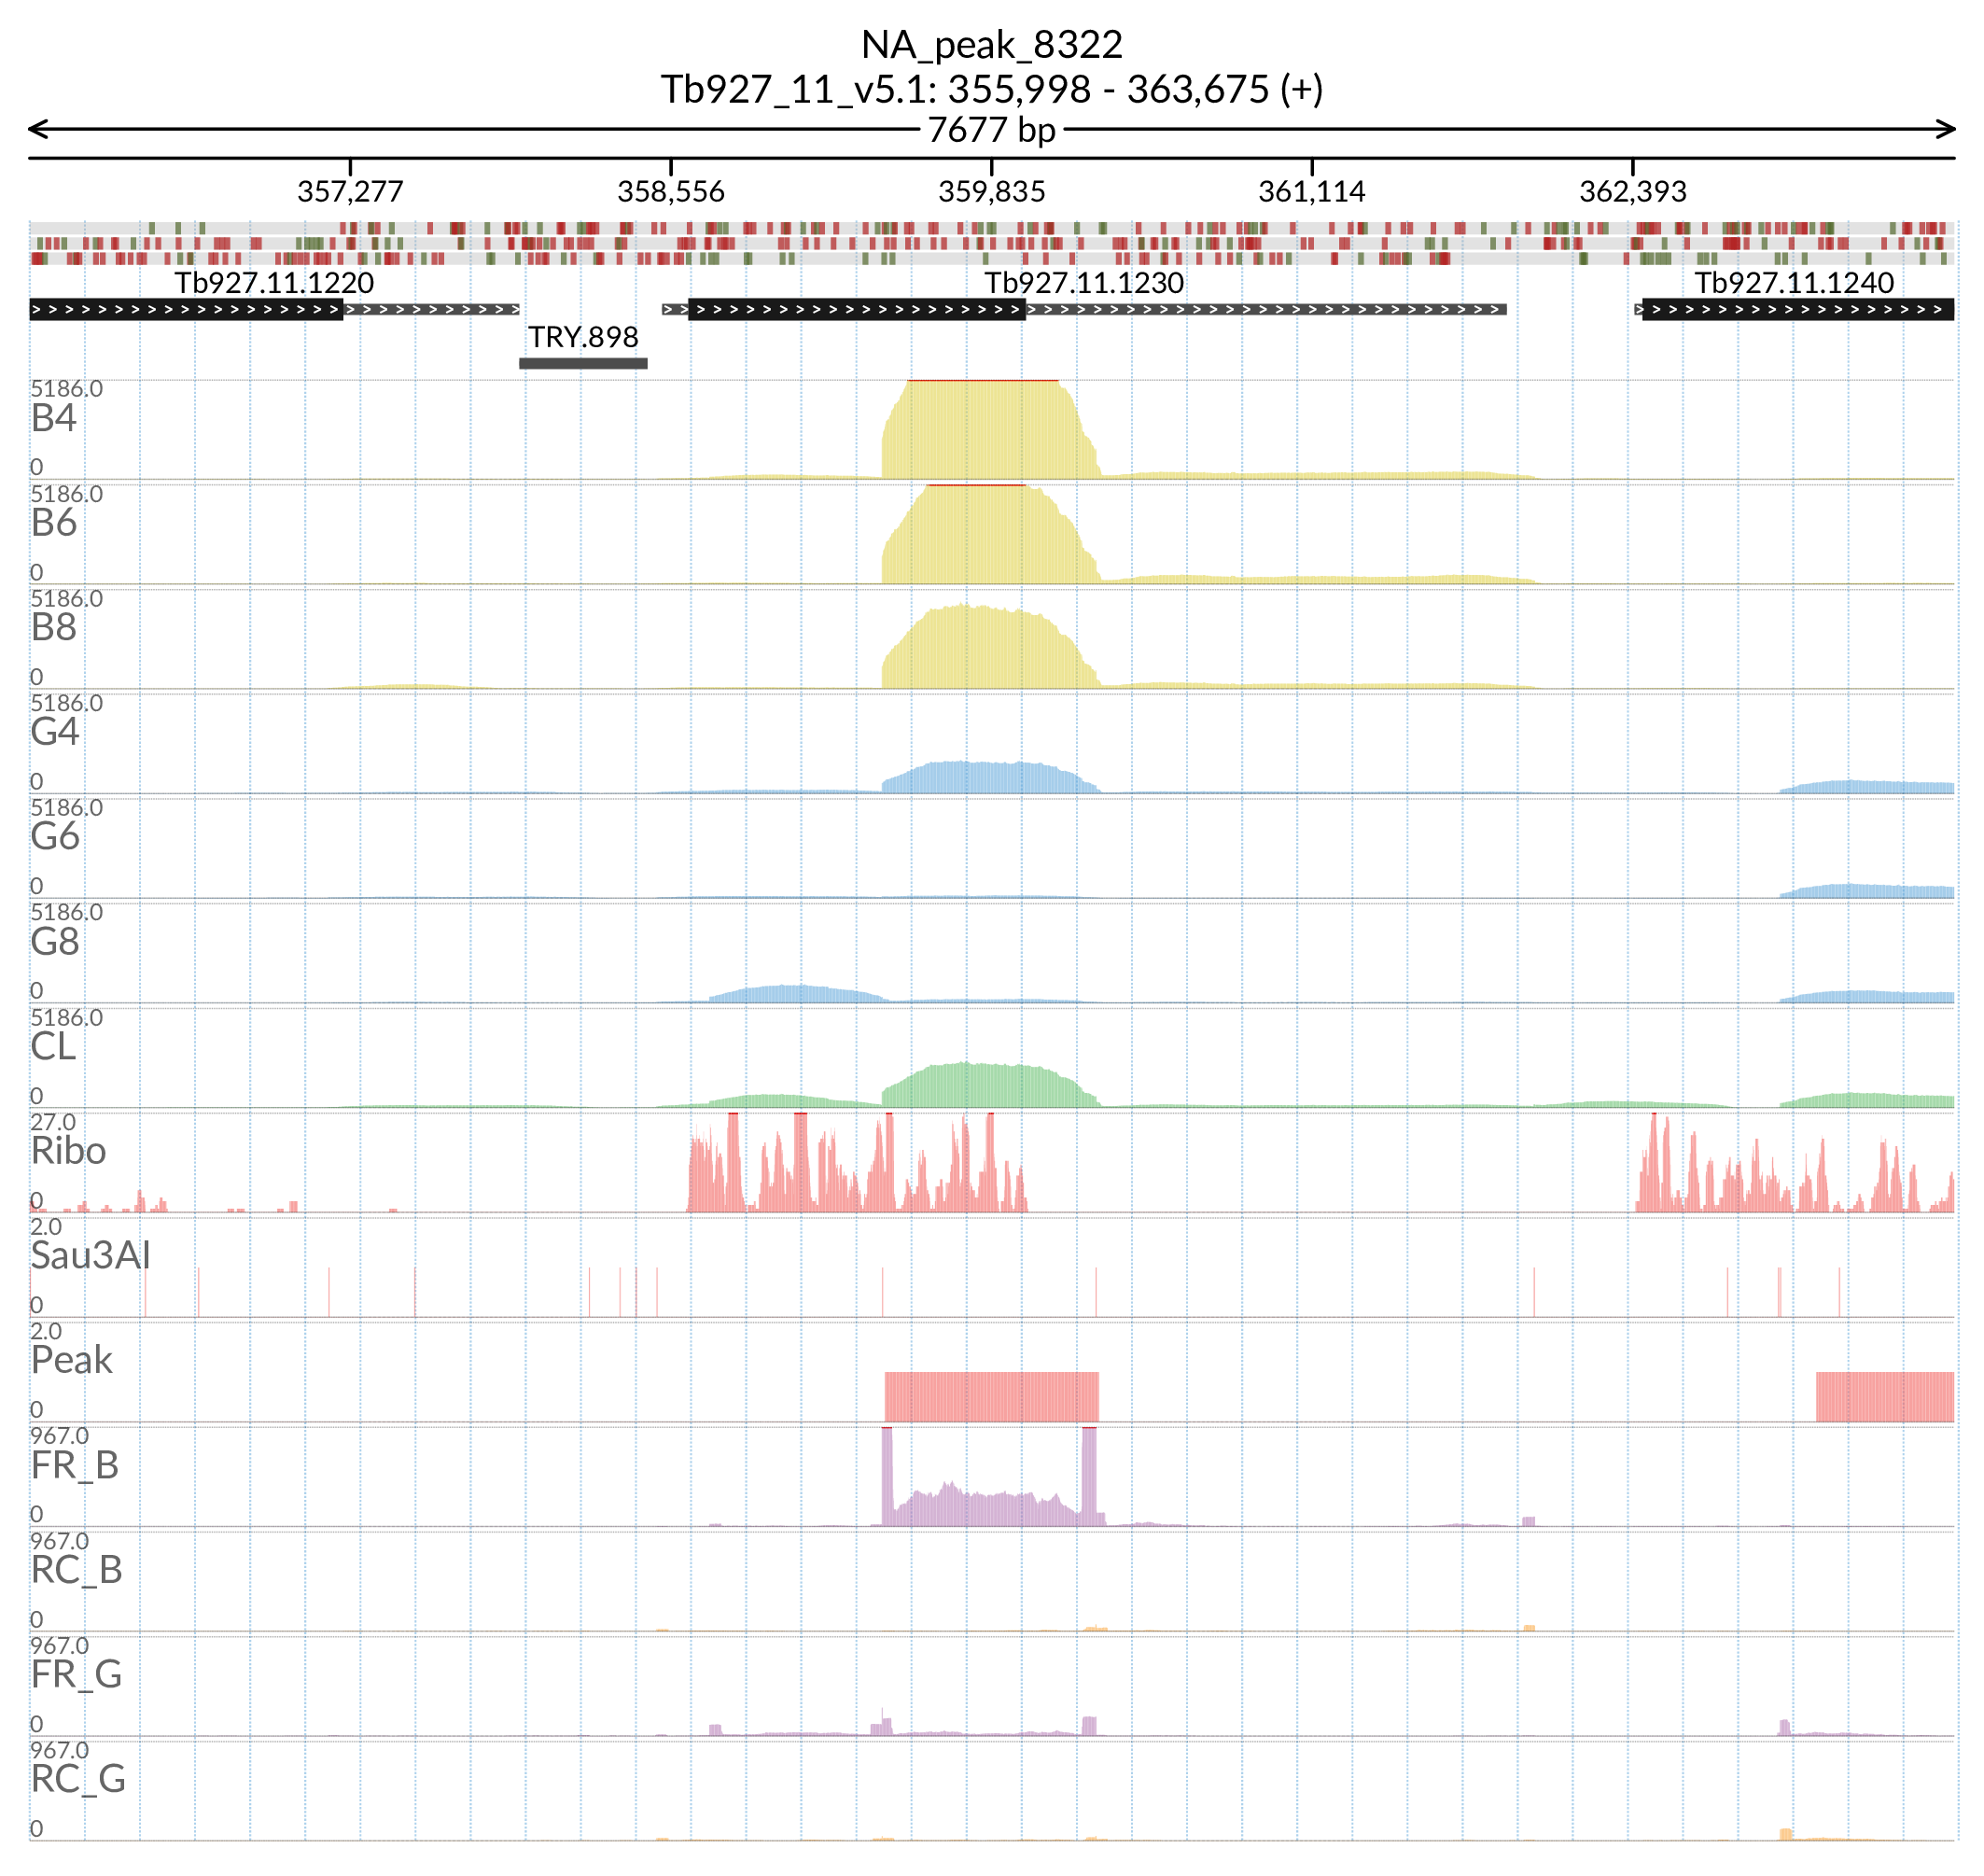 NA_peak_8322
Tb927_11_v5.1: 355,998 - 363,675 (+)
7677 bp
357,277 358,556 359,835 361,114 362,393
Tb927.11.1220 Tb927.11.1230 Tb927.11.1240
TRY.898
5186.0
B4
0
5186.0
B6
0
5186.0
B8
0
5186.0
G4
0
5186.0
G6
0
5186.0
G8
0
5186.0
CL
0
27.0
Ribo
0
2.0
Sau3AI
0
2.0
Peak
0
967.0
FR_B
0
967.0
RC_B
0
967.0
FR_G
0
967.0
RC_G
0